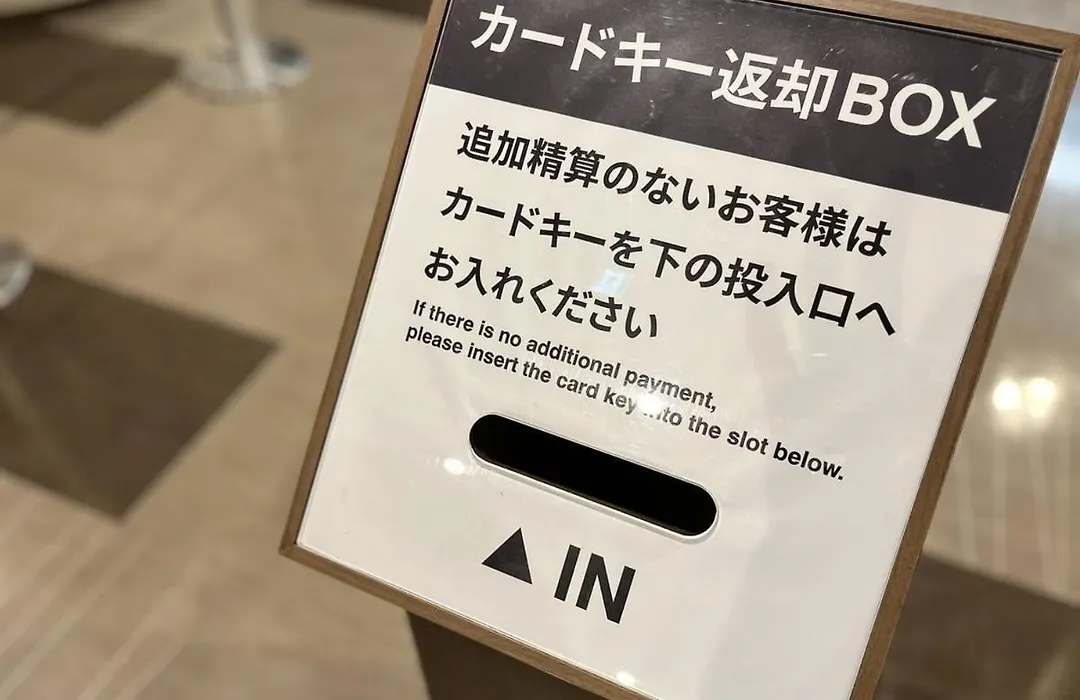 カードキー返却BOX
追加精算のないお客様は
カードキーを下の投入口へ
お入れください
If there is no additional payment,
please insert the card key into the slot below.
▲ IN